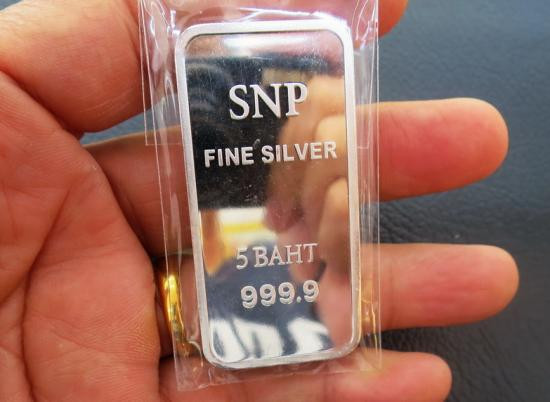 SNP
FINE SILVER
5 BAHT
999.9